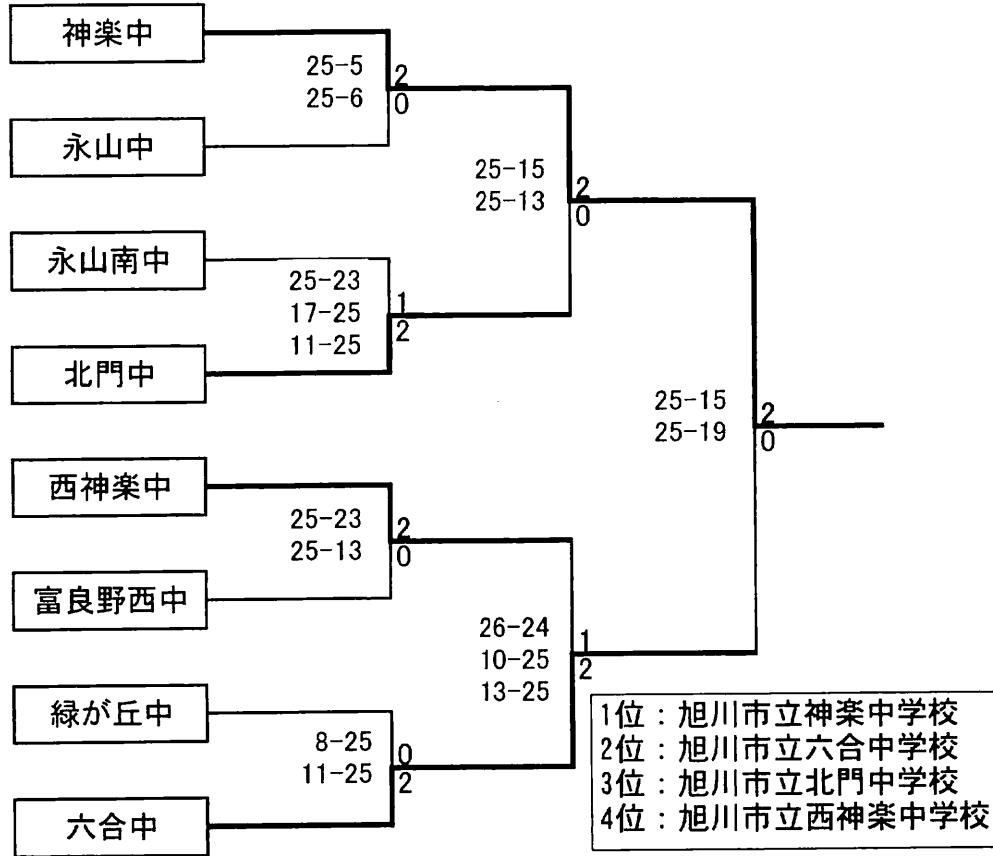 神楽中
25-5
25-6
2
0
永山中
25-15
25-13
2
0
永山南中
25-23
17-25
11-25
1
2
北門中
25-15
25-19
2
0
西神楽中
25-23
25-13
2
0
富良野西中
26-24
10-25
13-25
1
2
緑が丘中
8-25
11-25
0
2
六合中
1位:旭川市立神楽中学校
2位:旭川市立六合中学校
3位:旭川市立北門中学校
4位:旭川市立西神楽中学校